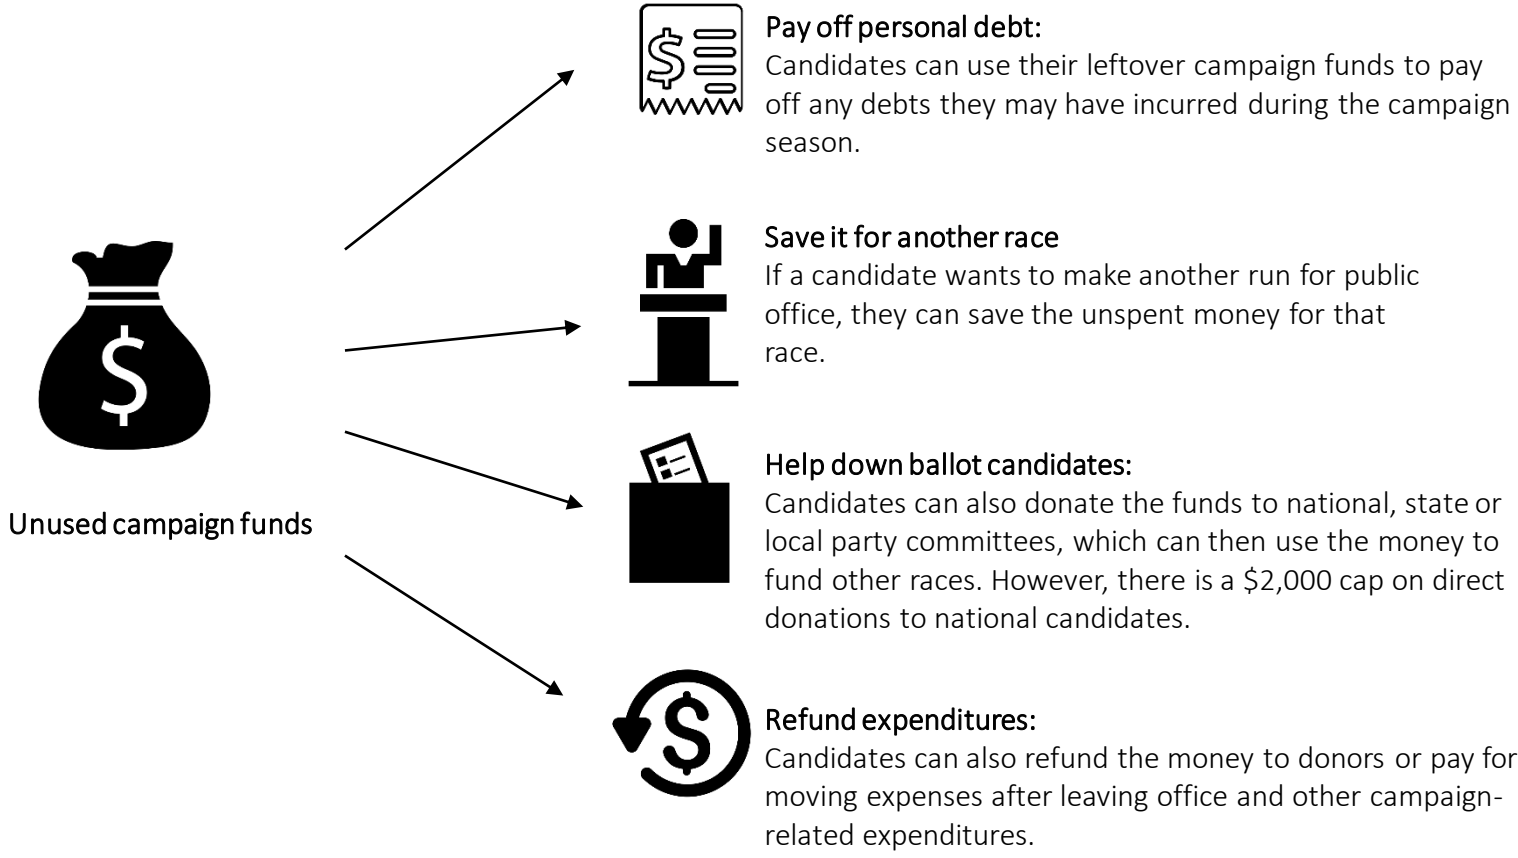 Pay off personal debt:
Candidates can use their leftover campaign funds to pay
off any debts they may have incurred during the campaign
season.
Save it for another race
If a candidate wants to make another run for public
office, they can save the unspent money for that
race.
Help down ballot candidates:
Candidates can also donate the funds to national, state or
local party committees, which can then use the money to
fund other races. However, there is a $2,000 cap on direct
donations to national candidates.
Refund expenditures:
Candidates can also refund the money to donors or pay for
moving expenses after leaving office and other campaign-
related expenditures.
$
Unused campaign funds
$
$